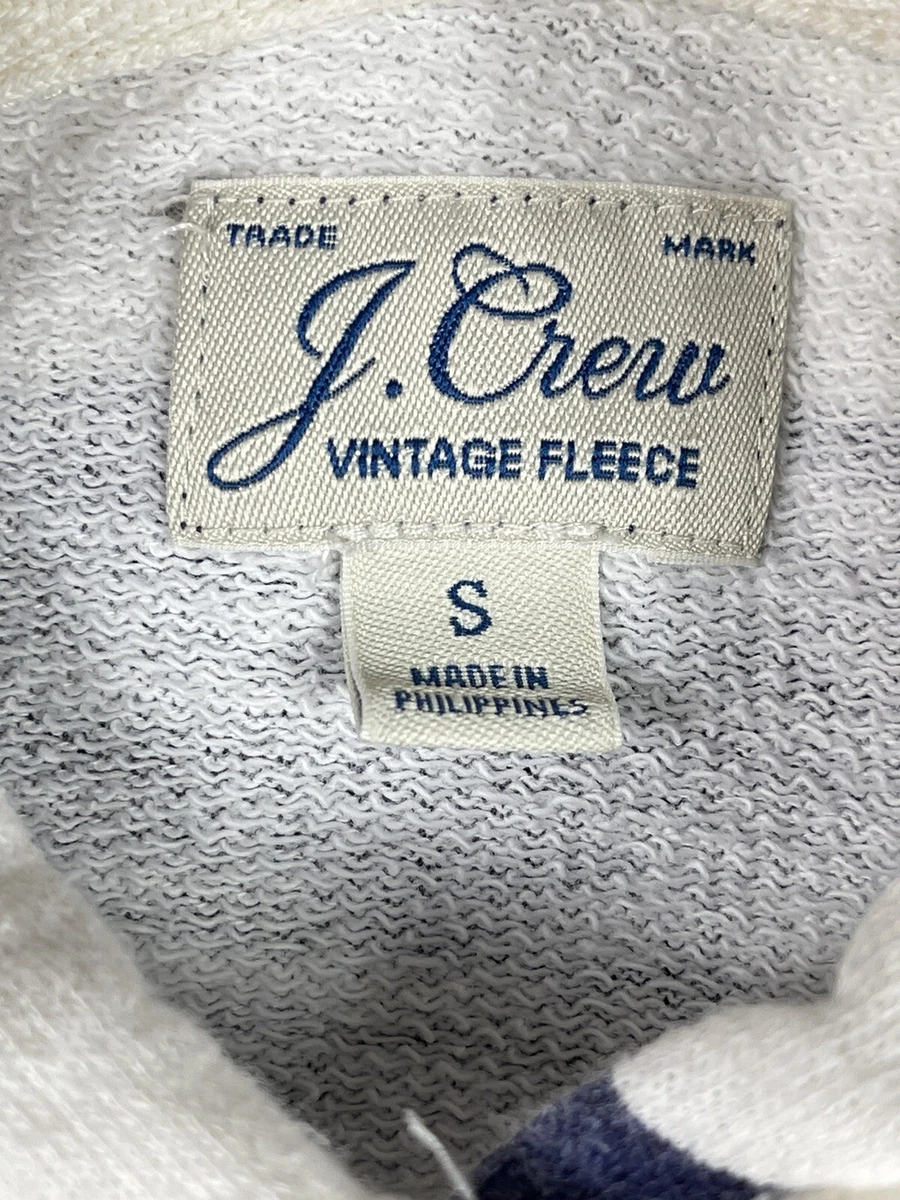 TRADE MARK
J.Crew
VINTAGE FLEECE
S
MADE IN
PHILIPPINES